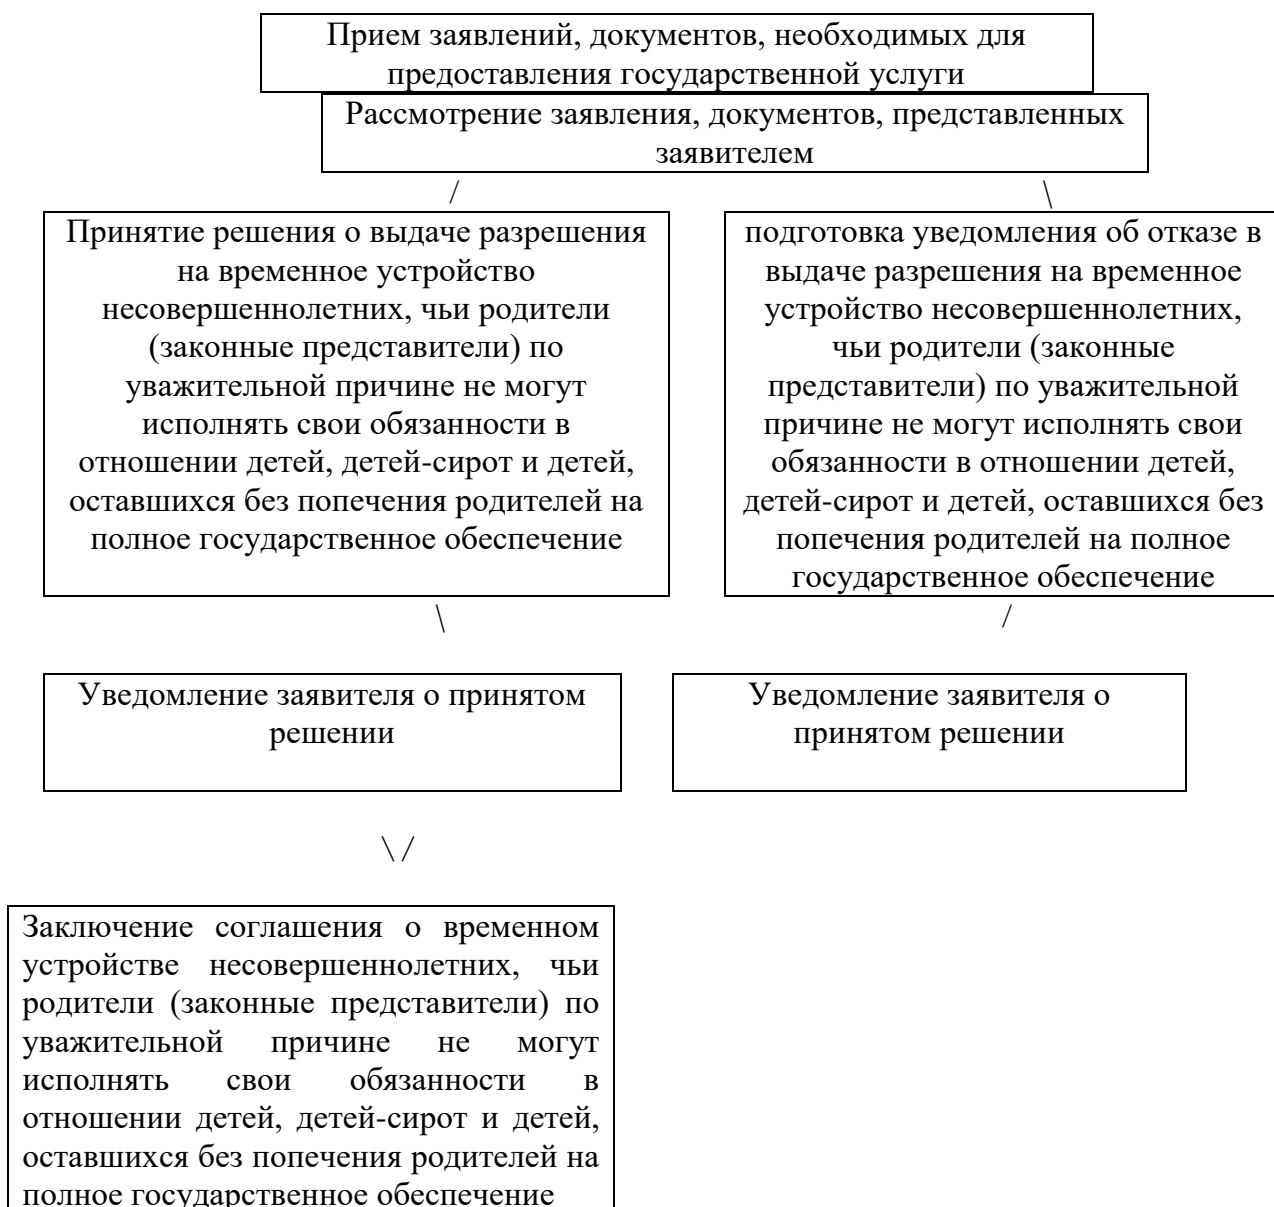 Прием заявлений, документов, необходимых для
предоставления государственной услуги
Рассмотрение заявления, документов, представленных
заявителем
/
\
Принятие решения о выдаче разрешения
на временное устройство
несовершеннолетних, чьи родители
(законные представители) по
уважительной причине не могут
исполнять свои обязанности в
отношении детей, детей-сирот и детей,
оставшихся без попечения родителей на
полное государственное обеспечение
подготовка уведомления об отказе в
выдаче разрешения на временное
устройство несовершеннолетних,
чьи родители (законные
представители) по уважительной
причине не могут исполнять свои
обязанности в отношении детей,
детей-сирот и детей, оставшихся без
попечения родителей на полное
государственное обеспечение
\
/
Уведомление заявителя о принятом
решении
Уведомление заявителя о
принятом решении
\ /
Заключение соглашения о временном
устройстве несовершеннолетних, чьи
родители (законные представители) по
уважительной причине не могут
исполнять свои обязанности в
отношении детей, детей-сирот и детей,
оставшихся без попечения родителей на
полное государственное обеспечение